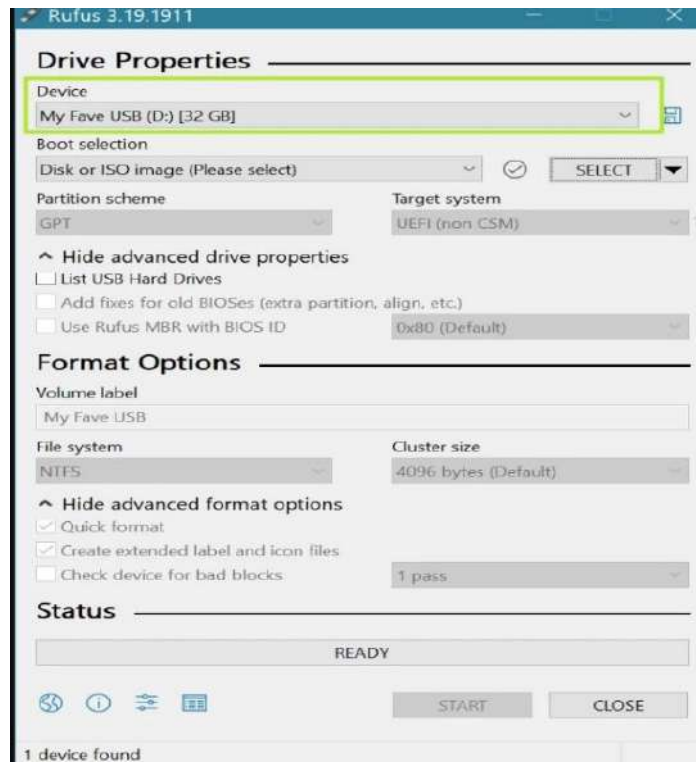 Rufus 3.19.1911
Drive Properties
Device
My Fave USB (D:) [32 GB]
Boot selection
Disk or ISO image (Please select) SELECT
Partition scheme Target system
GPT UEFI (non CSM)
Hide advanced drive properties
List USB Hard Drives
Add fixes for old BIOSes (extra partition, align, etc.)
Use Rufus MBR with BIOS ID 0x80 (Default)
Format Options
Volume label
My Fave USB
File system Cluster size
NTFS 4096 bytes (Default)
Hide advanced format options
Quick format
Create extended label and icon files
Check device for bad blocks 1 pass
Status
READY
START CLOSE
1 device found